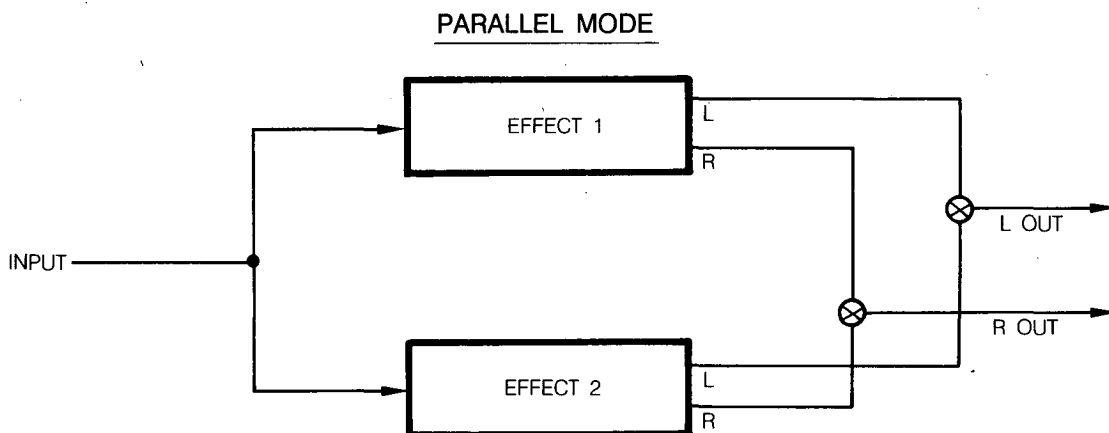 PARALLEL MODE
EFFECT 1
L
R
L OUT
INPUT
R OUT
EFFECT 2
L
R